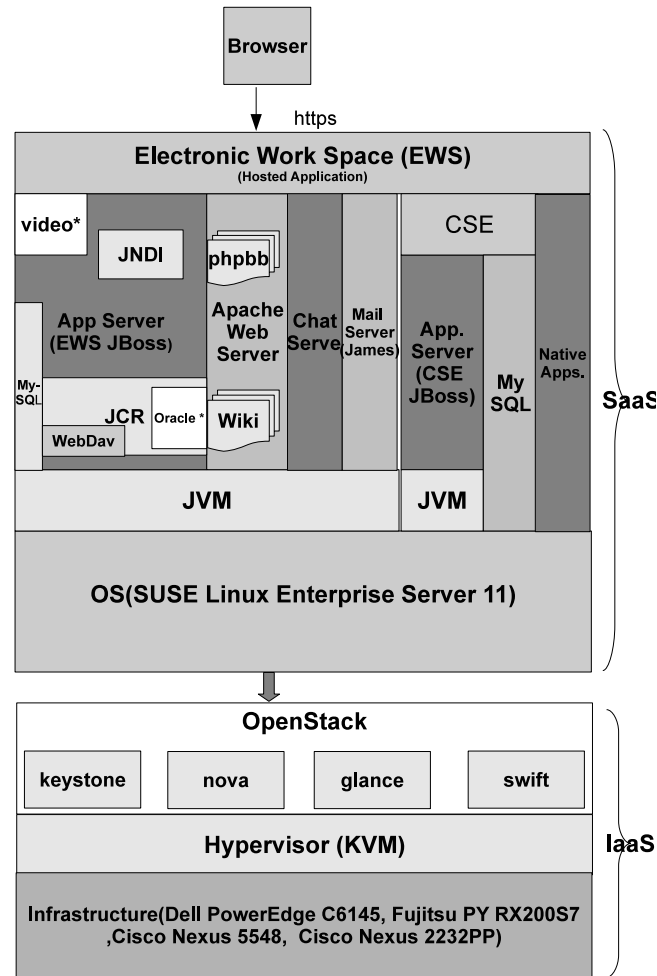 Browser
https
Electronic Work Space (EWS)
(Hosted Application)
video*
JNDI
App Server
(EWS JBoss)
My-
SQL
JCR
Oracle *
WebDav
phpbb
Apache
Web
Server
Wiki
Chat
Serve
Mail
Server
(James)
CSE
App.
Server
(CSE
JBoss)
My
SQL
Native
Apps.
SaaS
JVM
JVM
OS(SUSE Linux Enterprise Server 11)
OpenStack
keystone
nova
glance
swift
Hypervisor (KVM)
IaaS
Infrastructure(Dell PowerEdge C6145, Fujitsu PY RX200S7
,Cisco Nexus 5548, Cisco Nexus 2232PP)